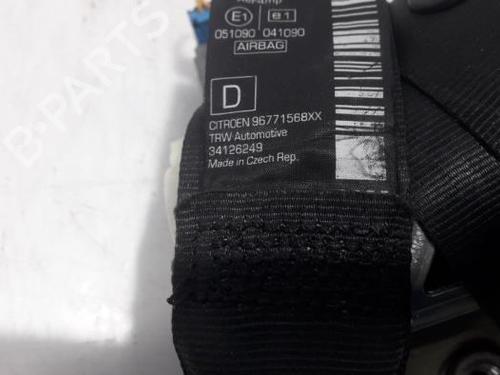 E1 e1
051090 041090
AIRBAG
D
CITROEN 96771568XX
TRW Automotive
34126249
Made in Czech Rep.
B-PARTS